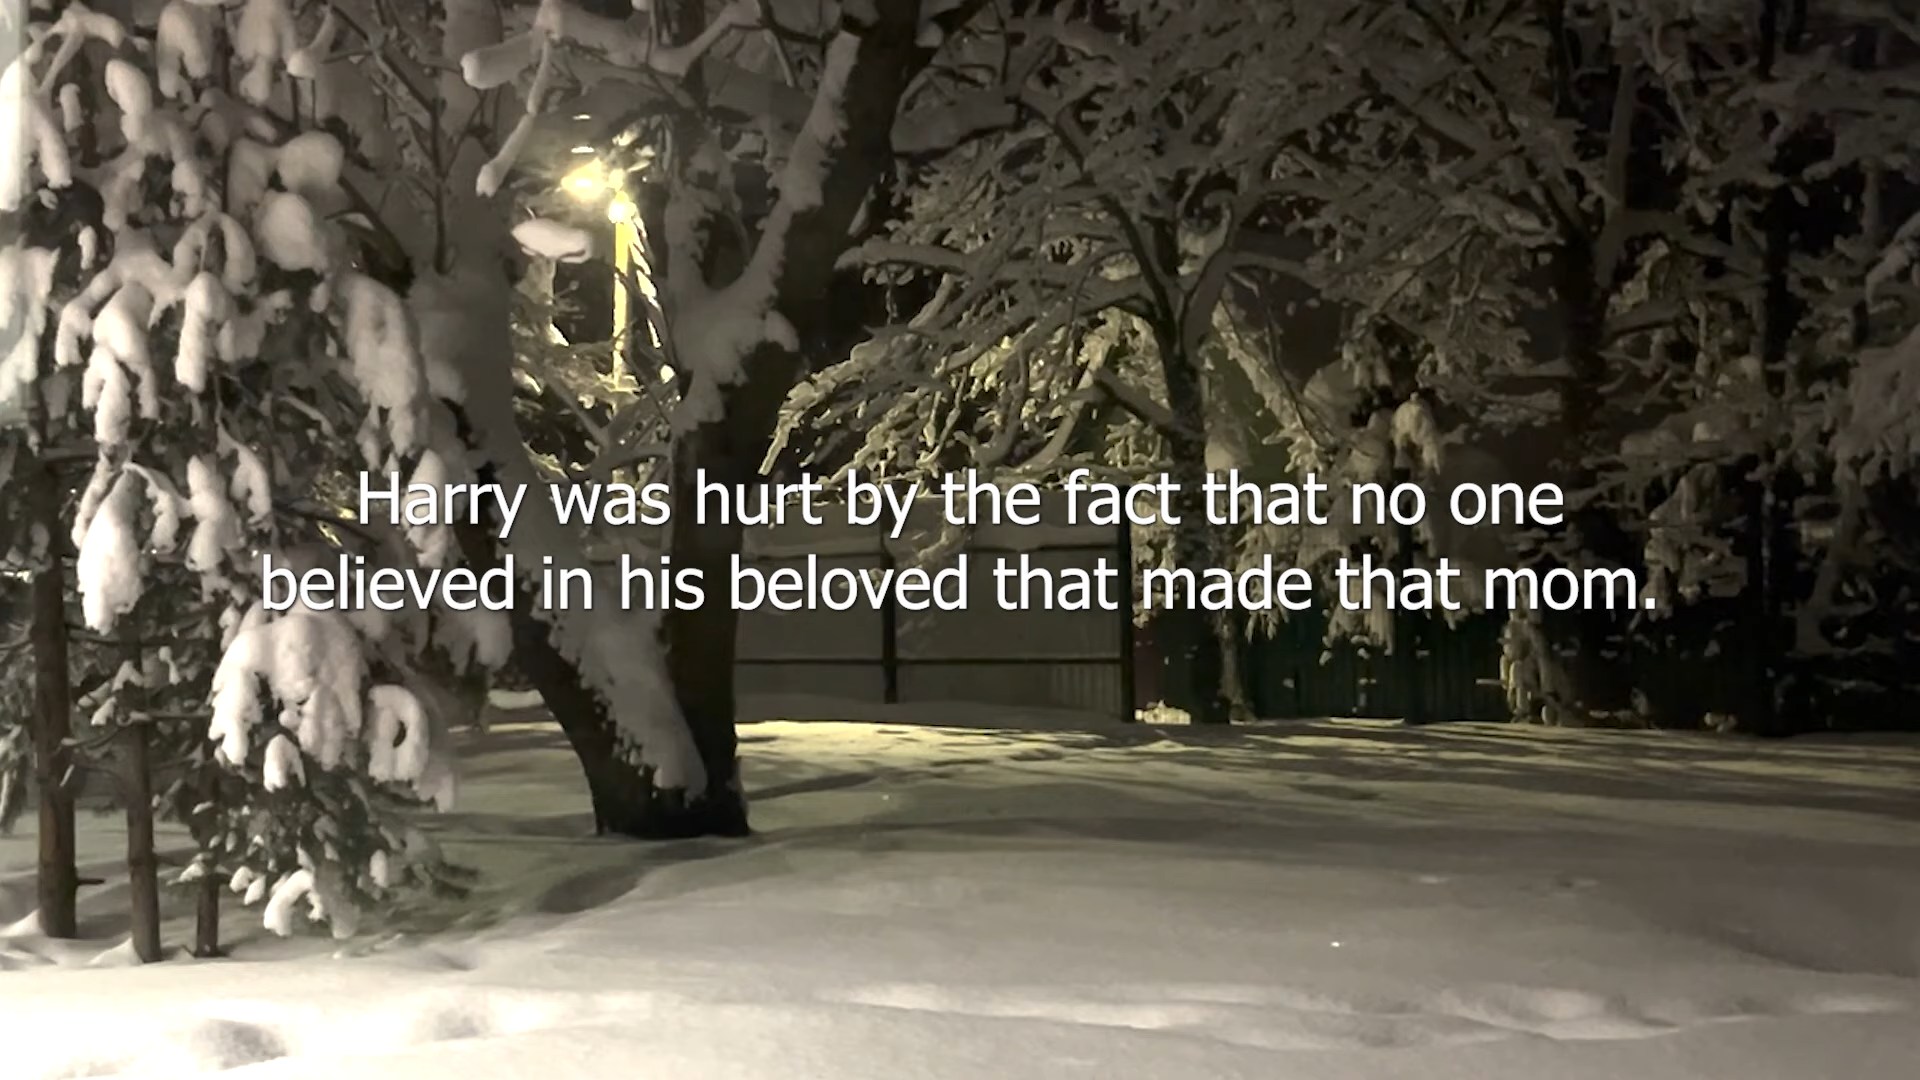 Harry was hurt by the fact that no one
believed in his beloved that made that mom.